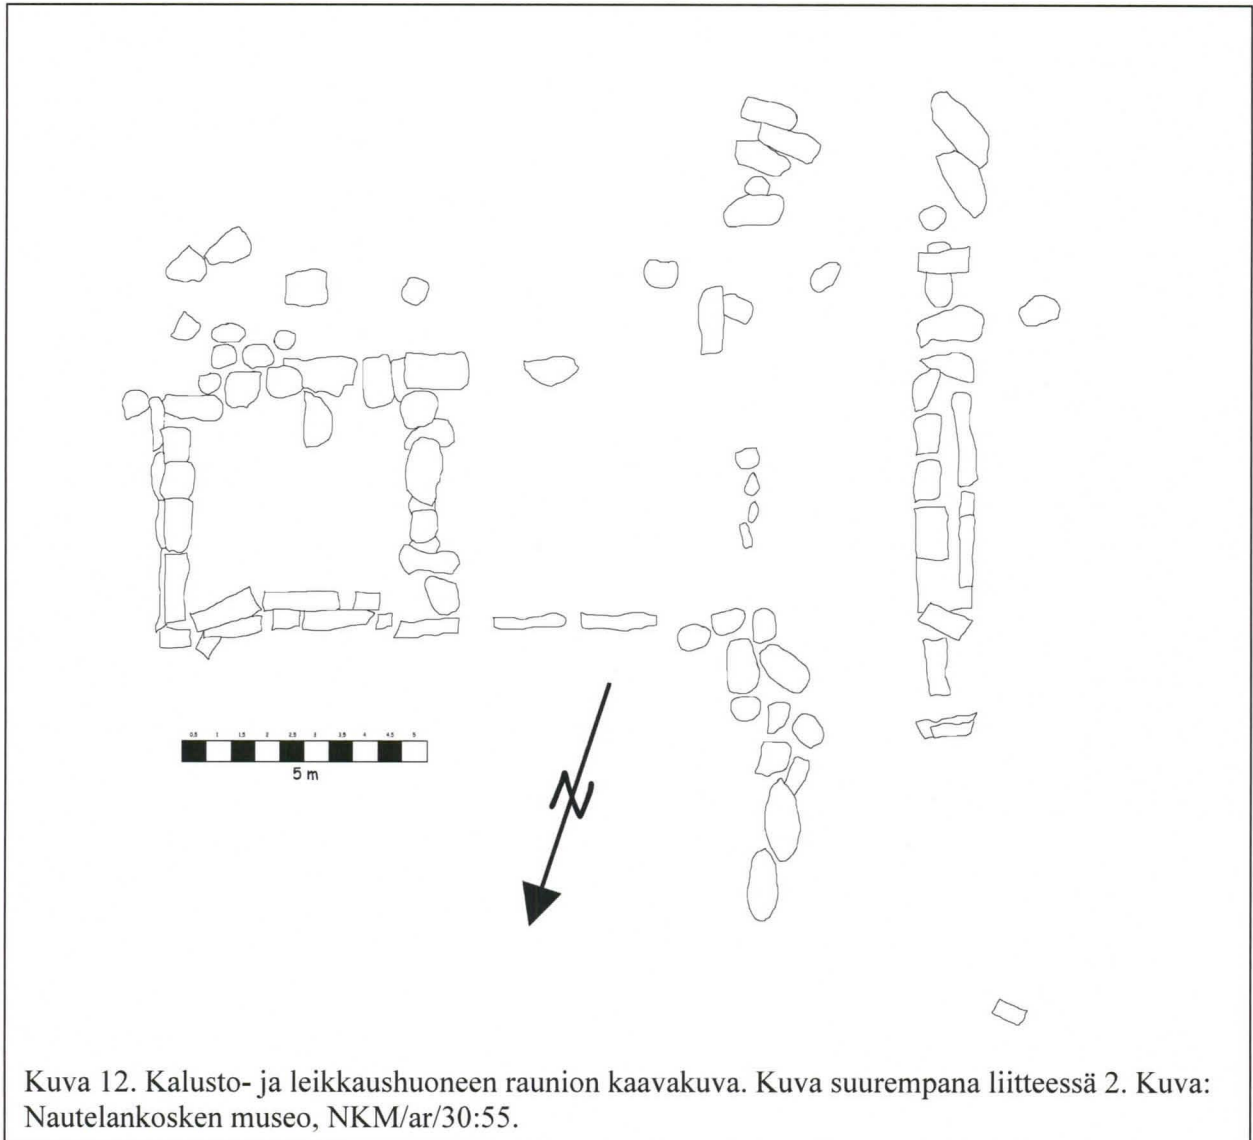 0.5 1 1.5 2 2.5 3 3.5 4 4.5 5
5 m
N
Kuva 12. Kalusto- ja leikkaushuoneen raunion kaavakuva. Kuva suurempana liitteessä 2. Kuva:
Nautelankosken museo, NKM/ar/30:55.